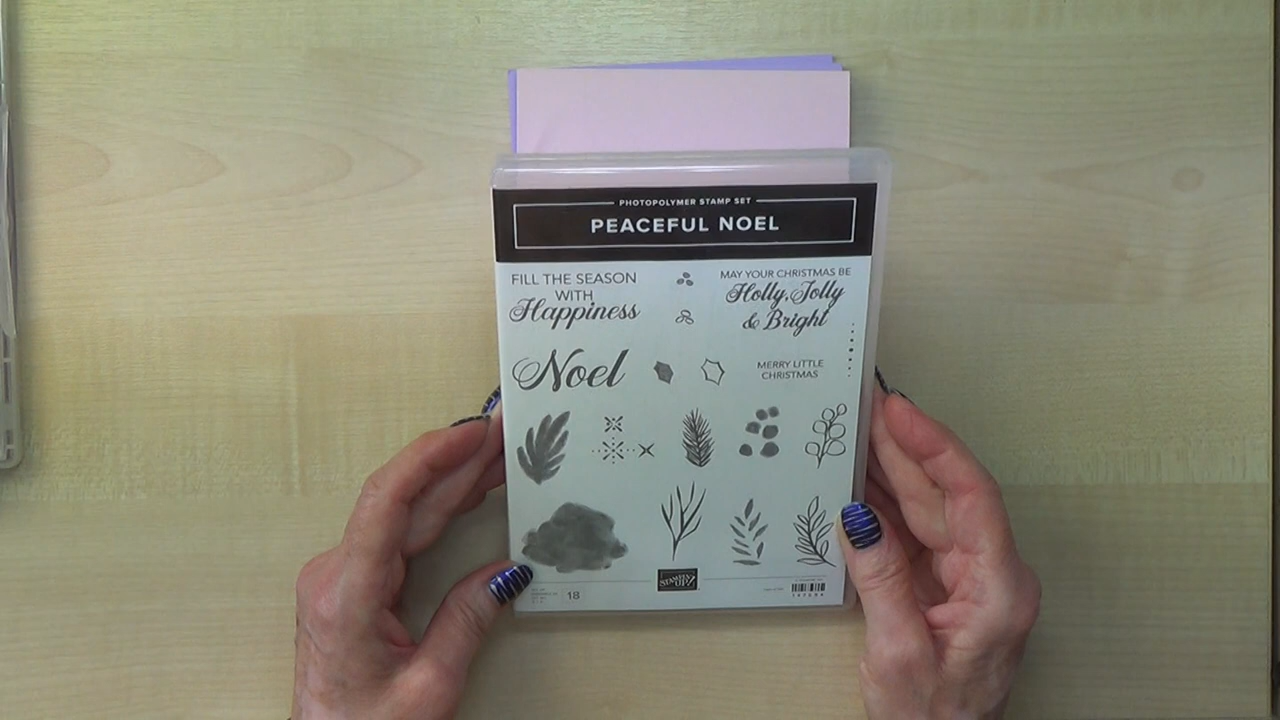 PHOTOPOLYMER STAMP SET
PEACEFUL NOEL
FILL THE SEASON
WITH
Happiness
MAY YOUR CHRISTMAS BE
Holly, Jolly
& Bright
Noel
MERRY LITTLE
CHRISTMAS
STAMPIN' UP!
18